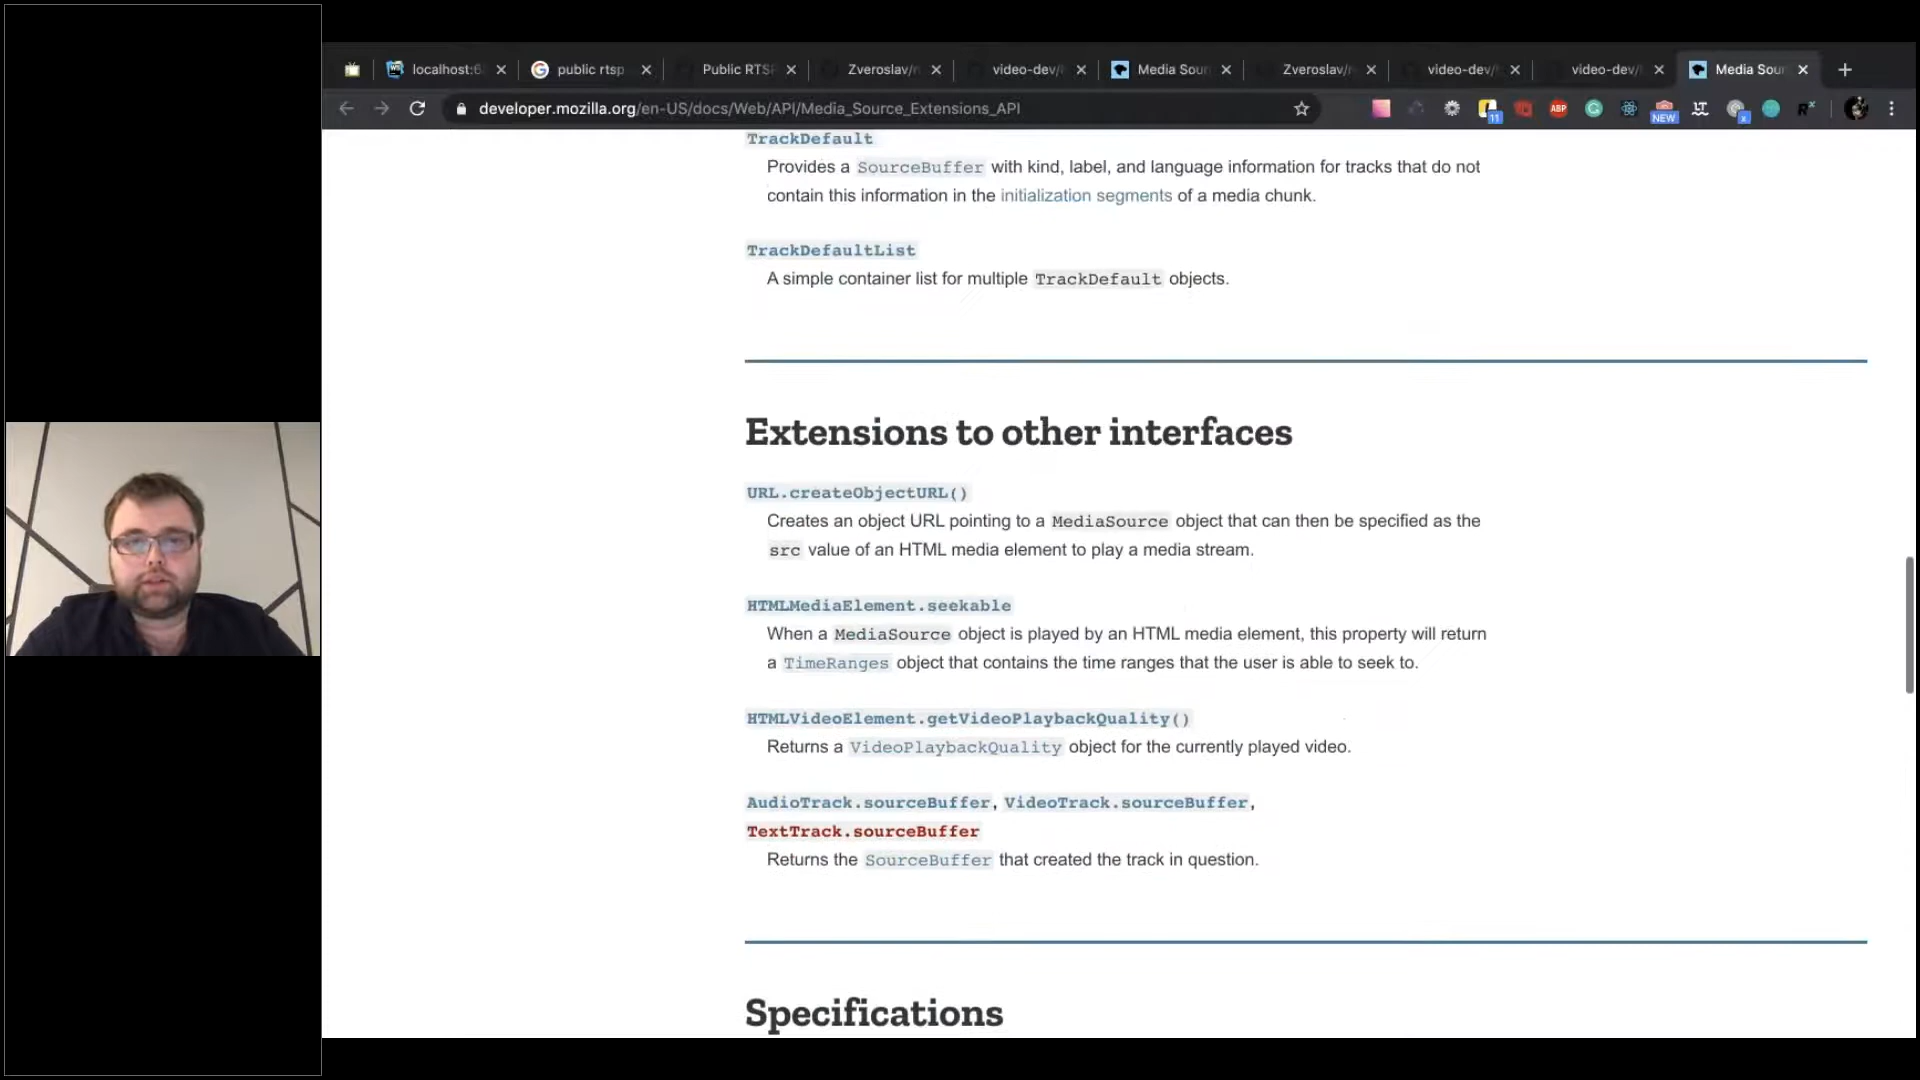 localhost:6
public rtsp
Public RTSP
Zveroslav/r
video-dev/
Media Sour
Zveroslav/r
video-dev/
video-dev/
Media Sour
developer.mozilla.org/en-US/docs/Web/API/Media_Source_Extensions_API
11
ABP
NEW
x
TrackDefault
Provides a SourceBuffer with kind, label, and language information for tracks that do not
contain this information in the initialization segments of a media chunk.
TrackDefaultList
A simple container list for multiple TrackDefault objects.
Extensions to other interfaces
URL.createObjectURL()
Creates an object URL pointing to a MediaSource object that can then be specified as the
src value of an HTML media element to play a media stream.
HTMLMediaElement.seekable
When a MediaSource object is played by an HTML media element, this property will return
a TimeRanges object that contains the time ranges that the user is able to seek to.
HTMLVideoElement.getVideoPlaybackQuality()
Returns a VideoPlaybackQuality object for the currently played video.
AudioTrack.sourceBuffer, VideoTrack.sourceBuffer,
TextTrack.sourceBuffer
Returns the SourceBuffer that created the track in question.
Specifications